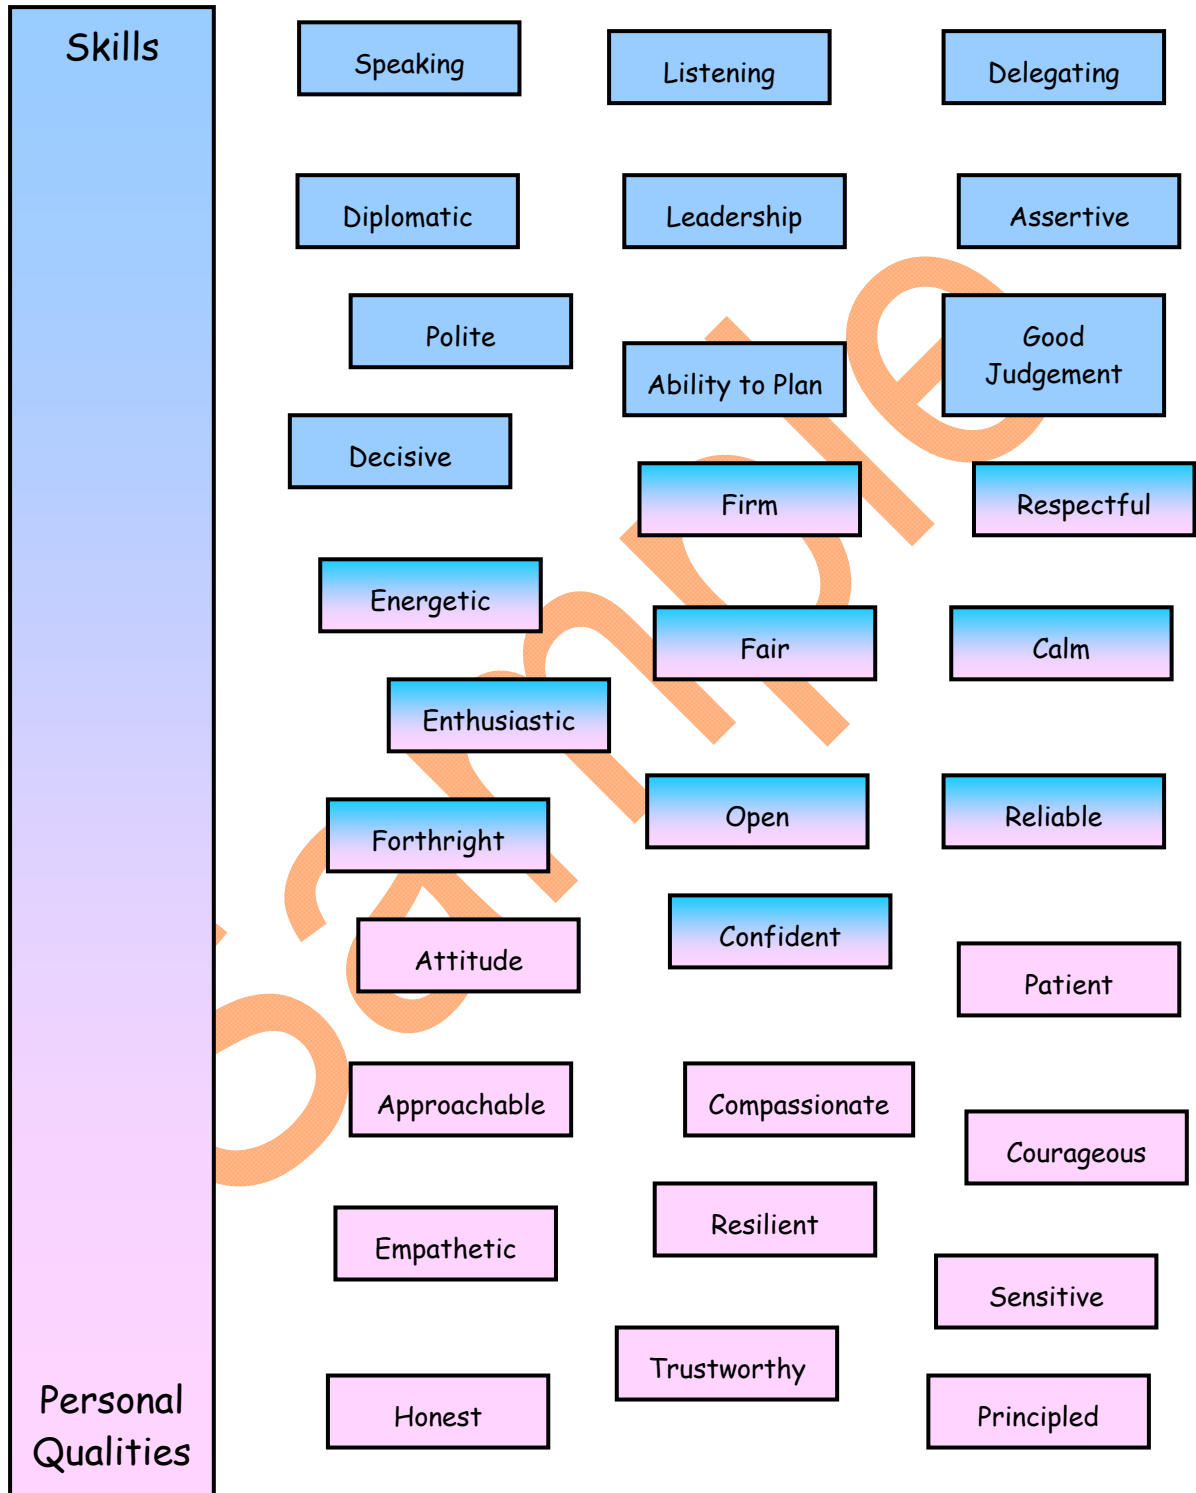 Skills
Speaking
Listening
Delegating
Diplomatic
Leadership
Assertive
Polite
Ability to Plan
Good
Judgement
Decisive
Firm
Respectful
Energetic
Fair
Calm
Enthusiastic
Forthright
Open
Reliable
Attitude
Confident
Patient
Approachable
Compassionate
Courageous
Empathetic
Resilient
Sensitive
Trustworthy
Honest
Principled
Personal
Qualities
Sample